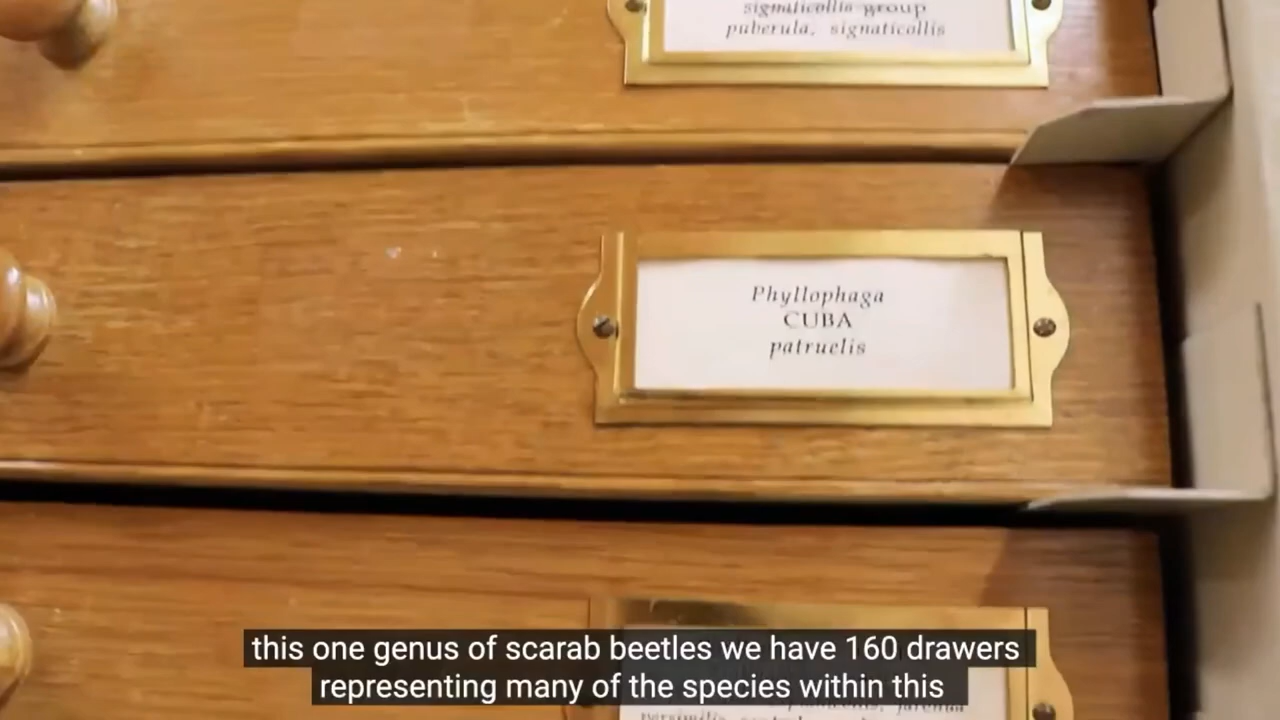 signaticollis group
puberula, signaticollis
Phyllophaga
CUBA
patruelis
this one genus of scarab beetles we have 160 drawers
representing many of the species within this